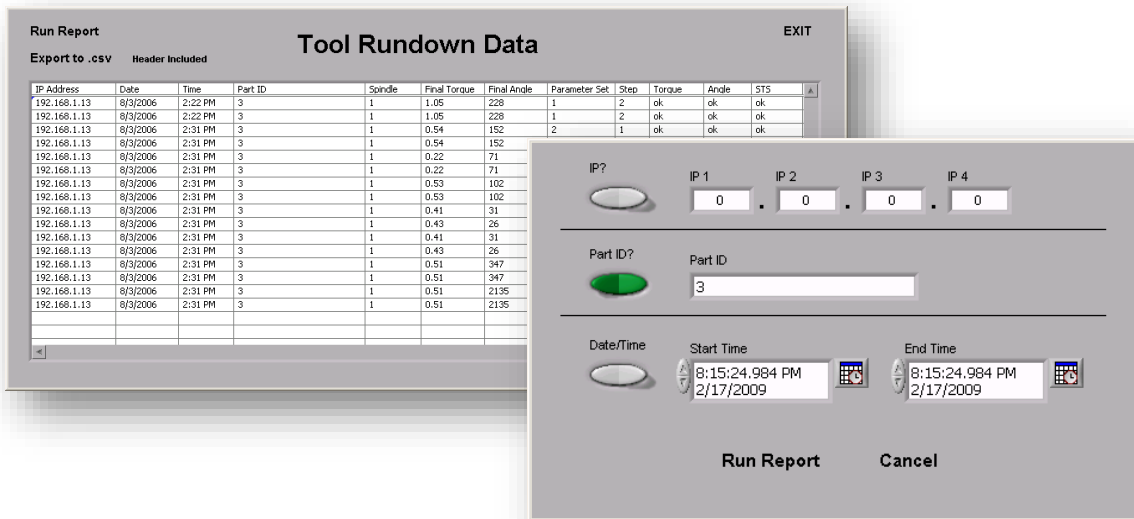 Run Report
EXIT
Tool Rundown Data
Export to .csv Header Included
IP Address Date Time Part ID Spindle Final Torque Final Angle Parameter Set Step Torque Angle STS
192.168.1.13 8/3/2006 2:22 PM 3 1 1.05 228 1 2 ok ok ok
192.168.1.13 8/3/2006 2:22 PM 3 1 1.05 228 1 2 ok ok ok
192.168.1.13 8/3/2006 2:31 PM 3 1 0.54 152 2 1 ok ok ok
192.168.1.13 8/3/2006 2:31 PM 3 1 0.54 152
192.168.1.13 8/3/2006 2:31 PM 3 1 0.22 71
192.168.1.13 8/3/2006 2:31 PM 3 1 0.22 71
192.168.1.13 8/3/2006 2:31 PM 3 1 0.53 102
192.168.1.13 8/3/2006 2:31 PM 3 1 0.53 102
192.168.1.13 8/3/2006 2:31 PM 3 1 0.41 31
192.168.1.13 8/3/2006 2:31 PM 3 1 0.43 26
192.168.1.13 8/3/2006 2:31 PM 3 1 0.41 31
192.168.1.13 8/3/2006 2:31 PM 3 1 0.43 26
192.168.1.13 8/3/2006 2:31 PM 3 1 0.51 347
192.168.1.13 8/3/2006 2:31 PM 3 1 0.51 347
192.168.1.13 8/3/2006 2:31 PM 3 1 0.51 2135
192.168.1.13 8/3/2006 2:31 PM 3 1 0.51 2135
IP?
IP 1 IP 2 IP 3 IP 4
0 . 0 . 0 . 0
Part ID?
Part ID
3
Date/Time
Start Time End Time
8:15:24.984 PM 8:15:24.984 PM
2/17/2009 2/17/2009
Run Report Cancel